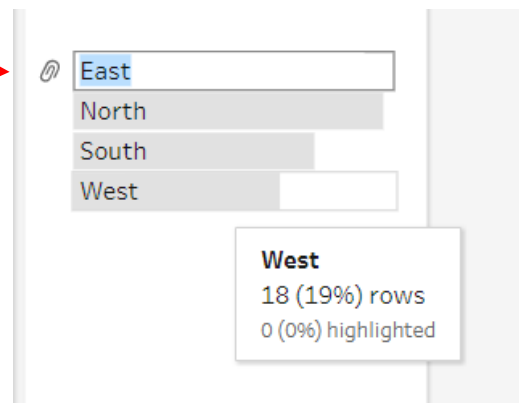 East
North
South
West
West
18 (19%) rows
0 (0%) highlighted